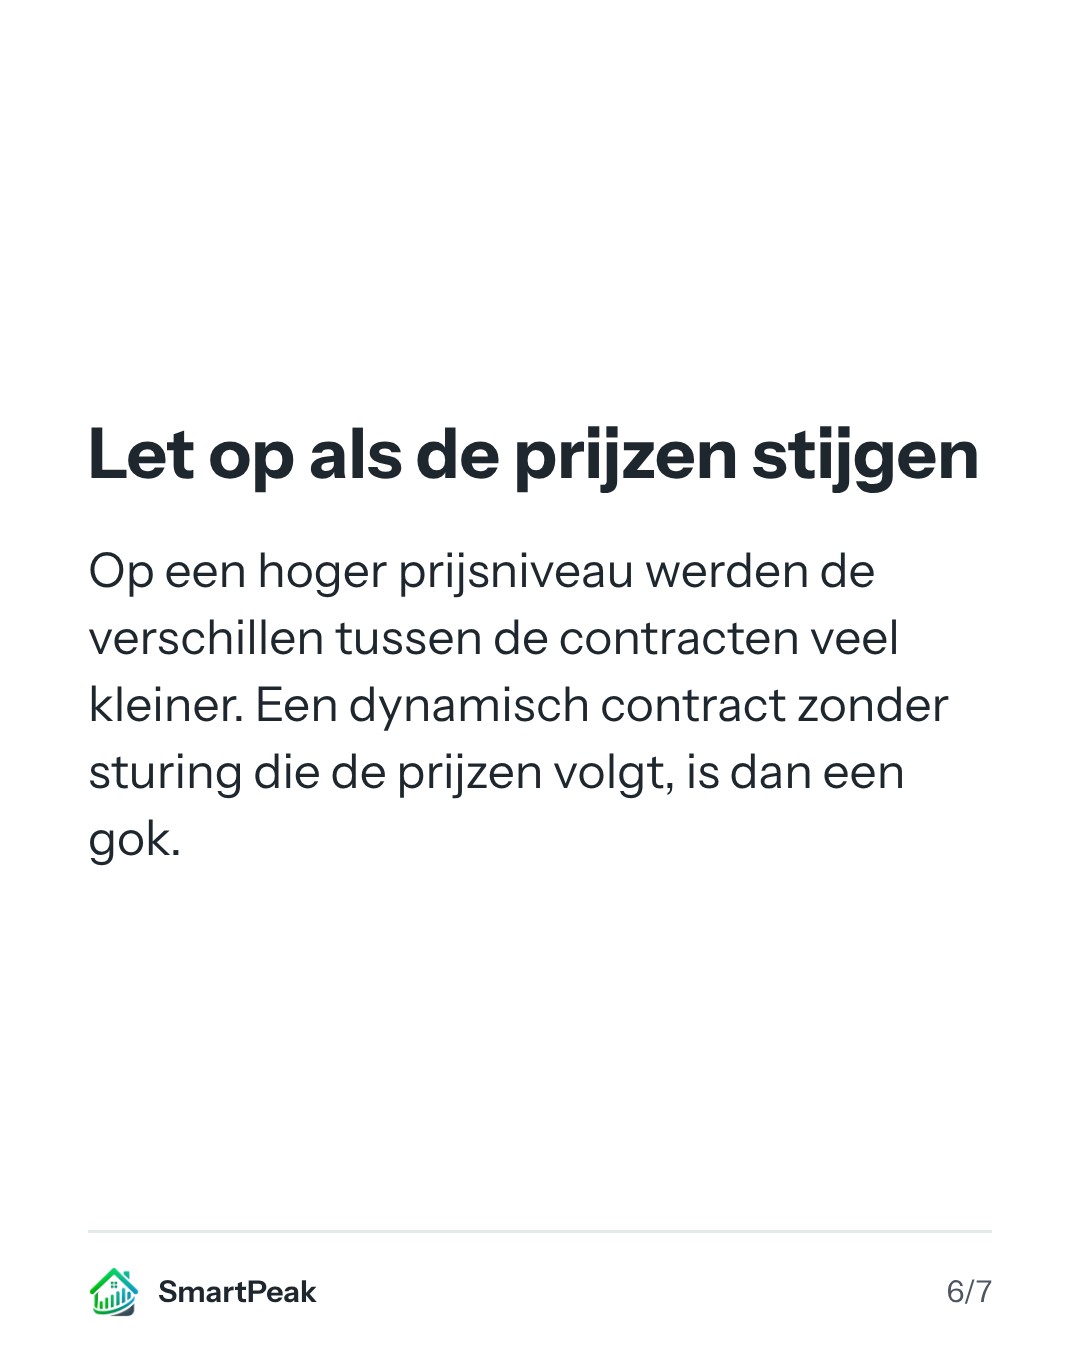 Let op als de prijzen stijgen
Op een hoger prijsniveau werden de
verschillen tussen de contracten veel
kleiner. Een dynamisch contract zonder
sturing die de prijzen volgt, is dan een
gok.
SmartPeak
6/7